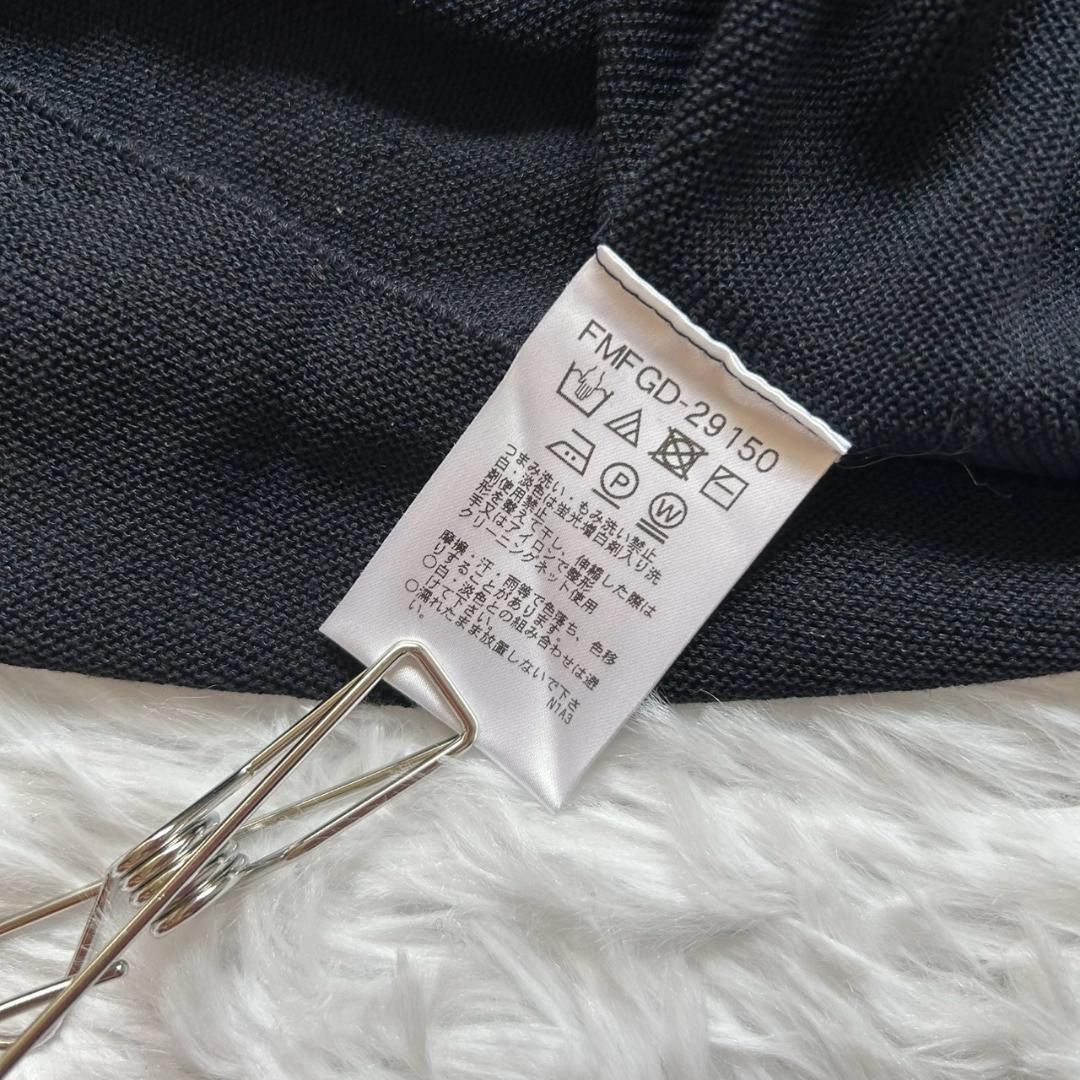 FMFGD-29150
P W
つまみ洗い・もみ洗い禁止
白・淡色は蛍光増白剤入り洗
剤使用禁止
形を整えて干し、伸縮した際は
手又はアイロンで整形
クリーニングネット使用
摩擦・汗・雨等で色落ち、色移
りすることがあります。
○白・淡色との組み合わせは避
けて下さい。
○濡れたまま放置しないで下さ
い。
N1A3